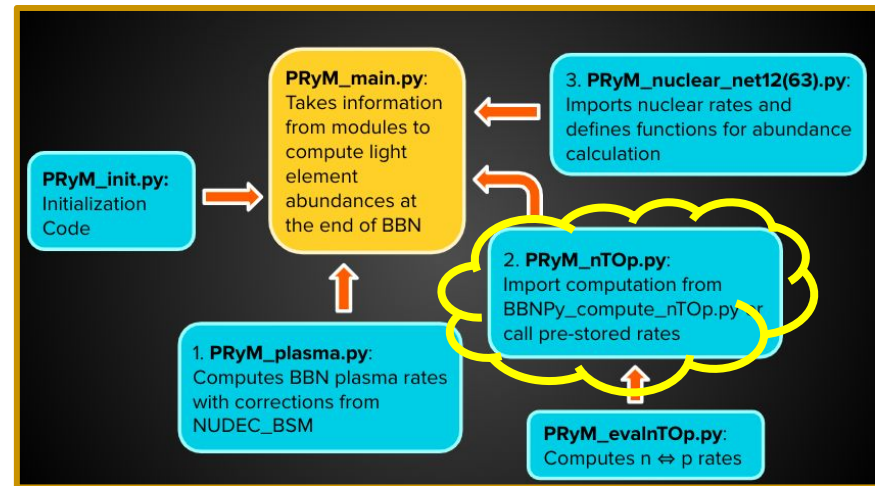 PRyM_main.py:
Takes information
from modules to
compute light
element
abundances at
the end of BBN
3. PRyM_nuclear_net12(63).py:
Imports nuclear rates and
defines functions for abundance
calculation
PRyM_init.py:
Initialization
Code
2. PRyM_nTOp.py:
Import computation from
BBNPy_compute_nTOp.py or
call pre-stored rates
1. PRyM_plasma.py:
Computes BBN plasma rates
with corrections from
NUDEC_BSM
PRyM_evalnTOp.py:
Computes n ⇔ p rates